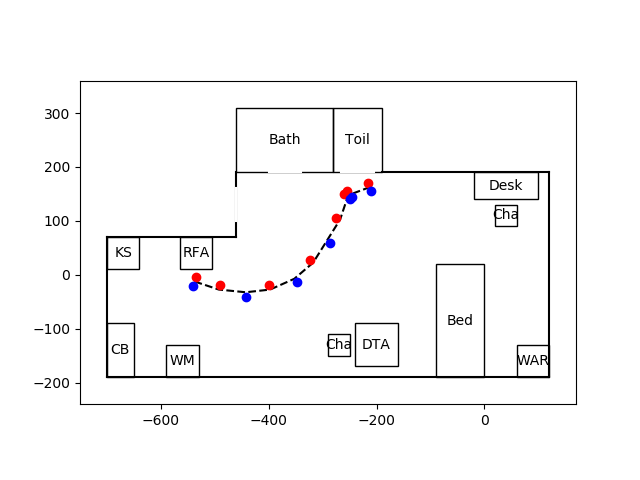 300
200
100
0
−100
−200
Bath
Toil
Desk
Cha
KS
RFA
Bed
CB
WM
Cha
DTA
WAR
−600
−400
−200
0